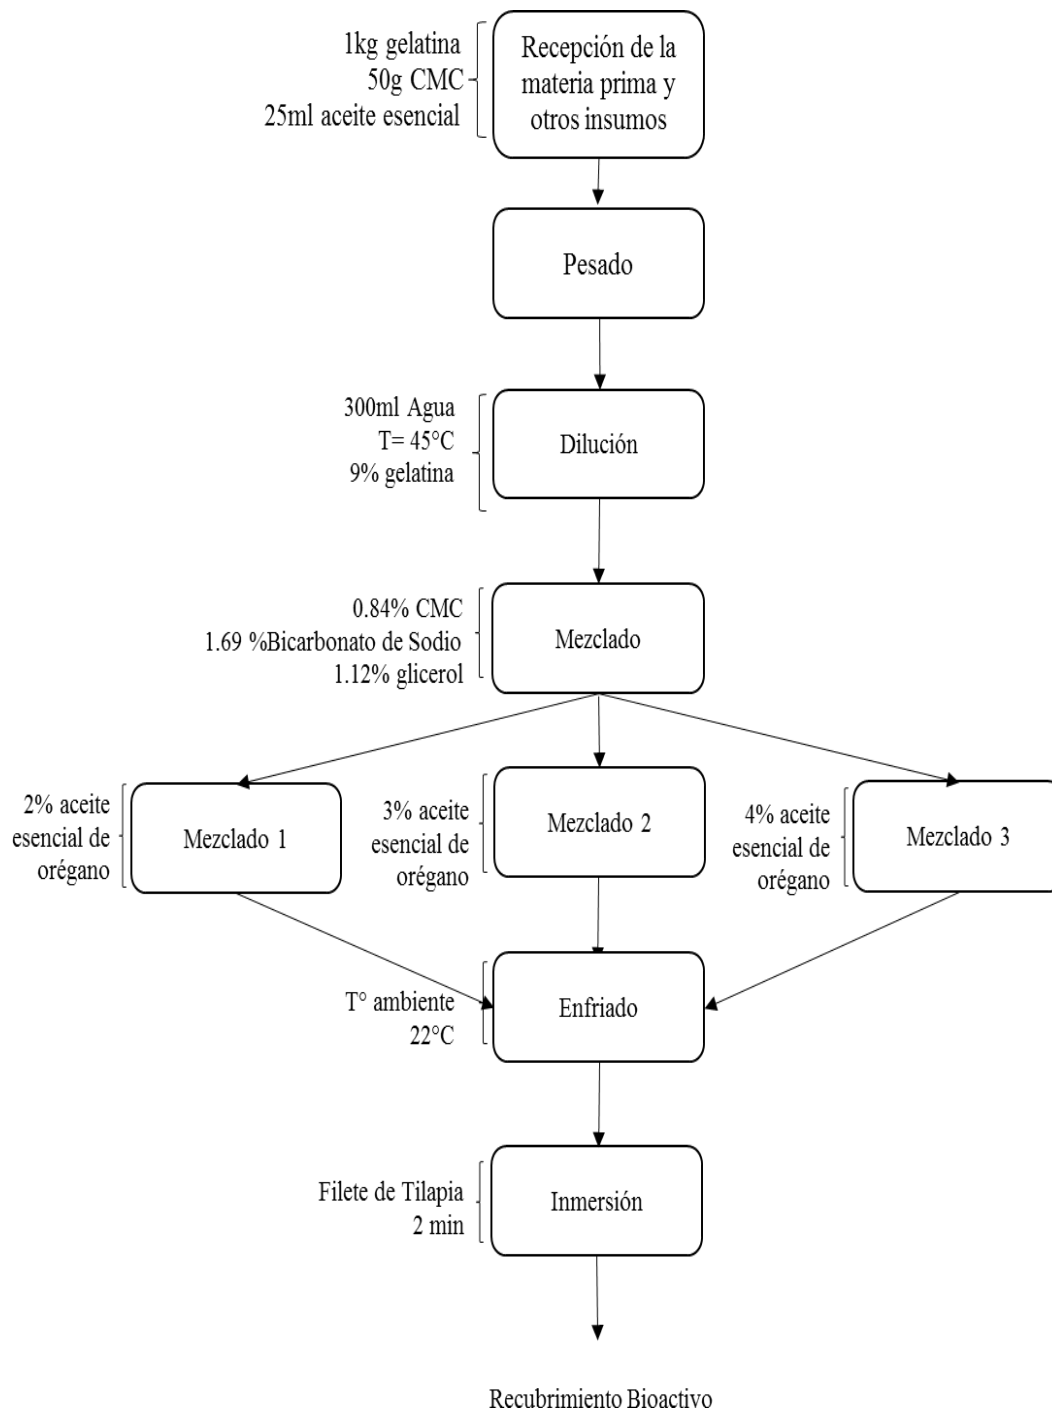 1kg gelatina
50g CMC
25ml aceite esencial
Recepción de la
materia prima y
otros insumos
Pesado
300ml Agua
T= 45°C
9% gelatina
Dilución
0.84% CMC
1.69 %Bicarbonato de Sodio
1.12% glicerol
Mezclado
2% aceite
esencial de
orégano
Mezclado 1
3% aceite
esencial de
orégano
Mezclado 2
4% aceite
esencial de
orégano
Mezclado 3
T° ambiente
22°C
Enfriado
Filete de Tilapia
2 min
Inmersión
Recubrimiento Bioactivo